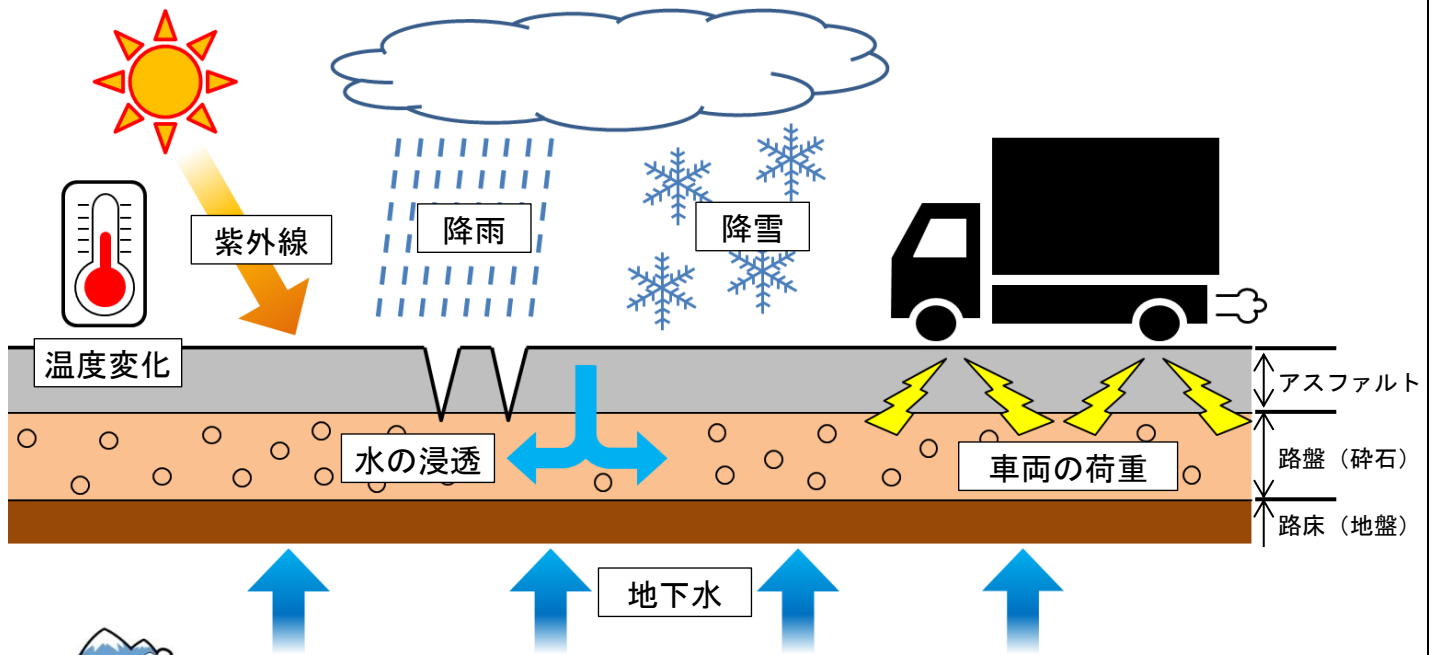 紫外線
降雨
降雪
温度変化
アスファルト
水の浸透
車両の荷重
路盤（砕石）
路床（地盤）
地下水